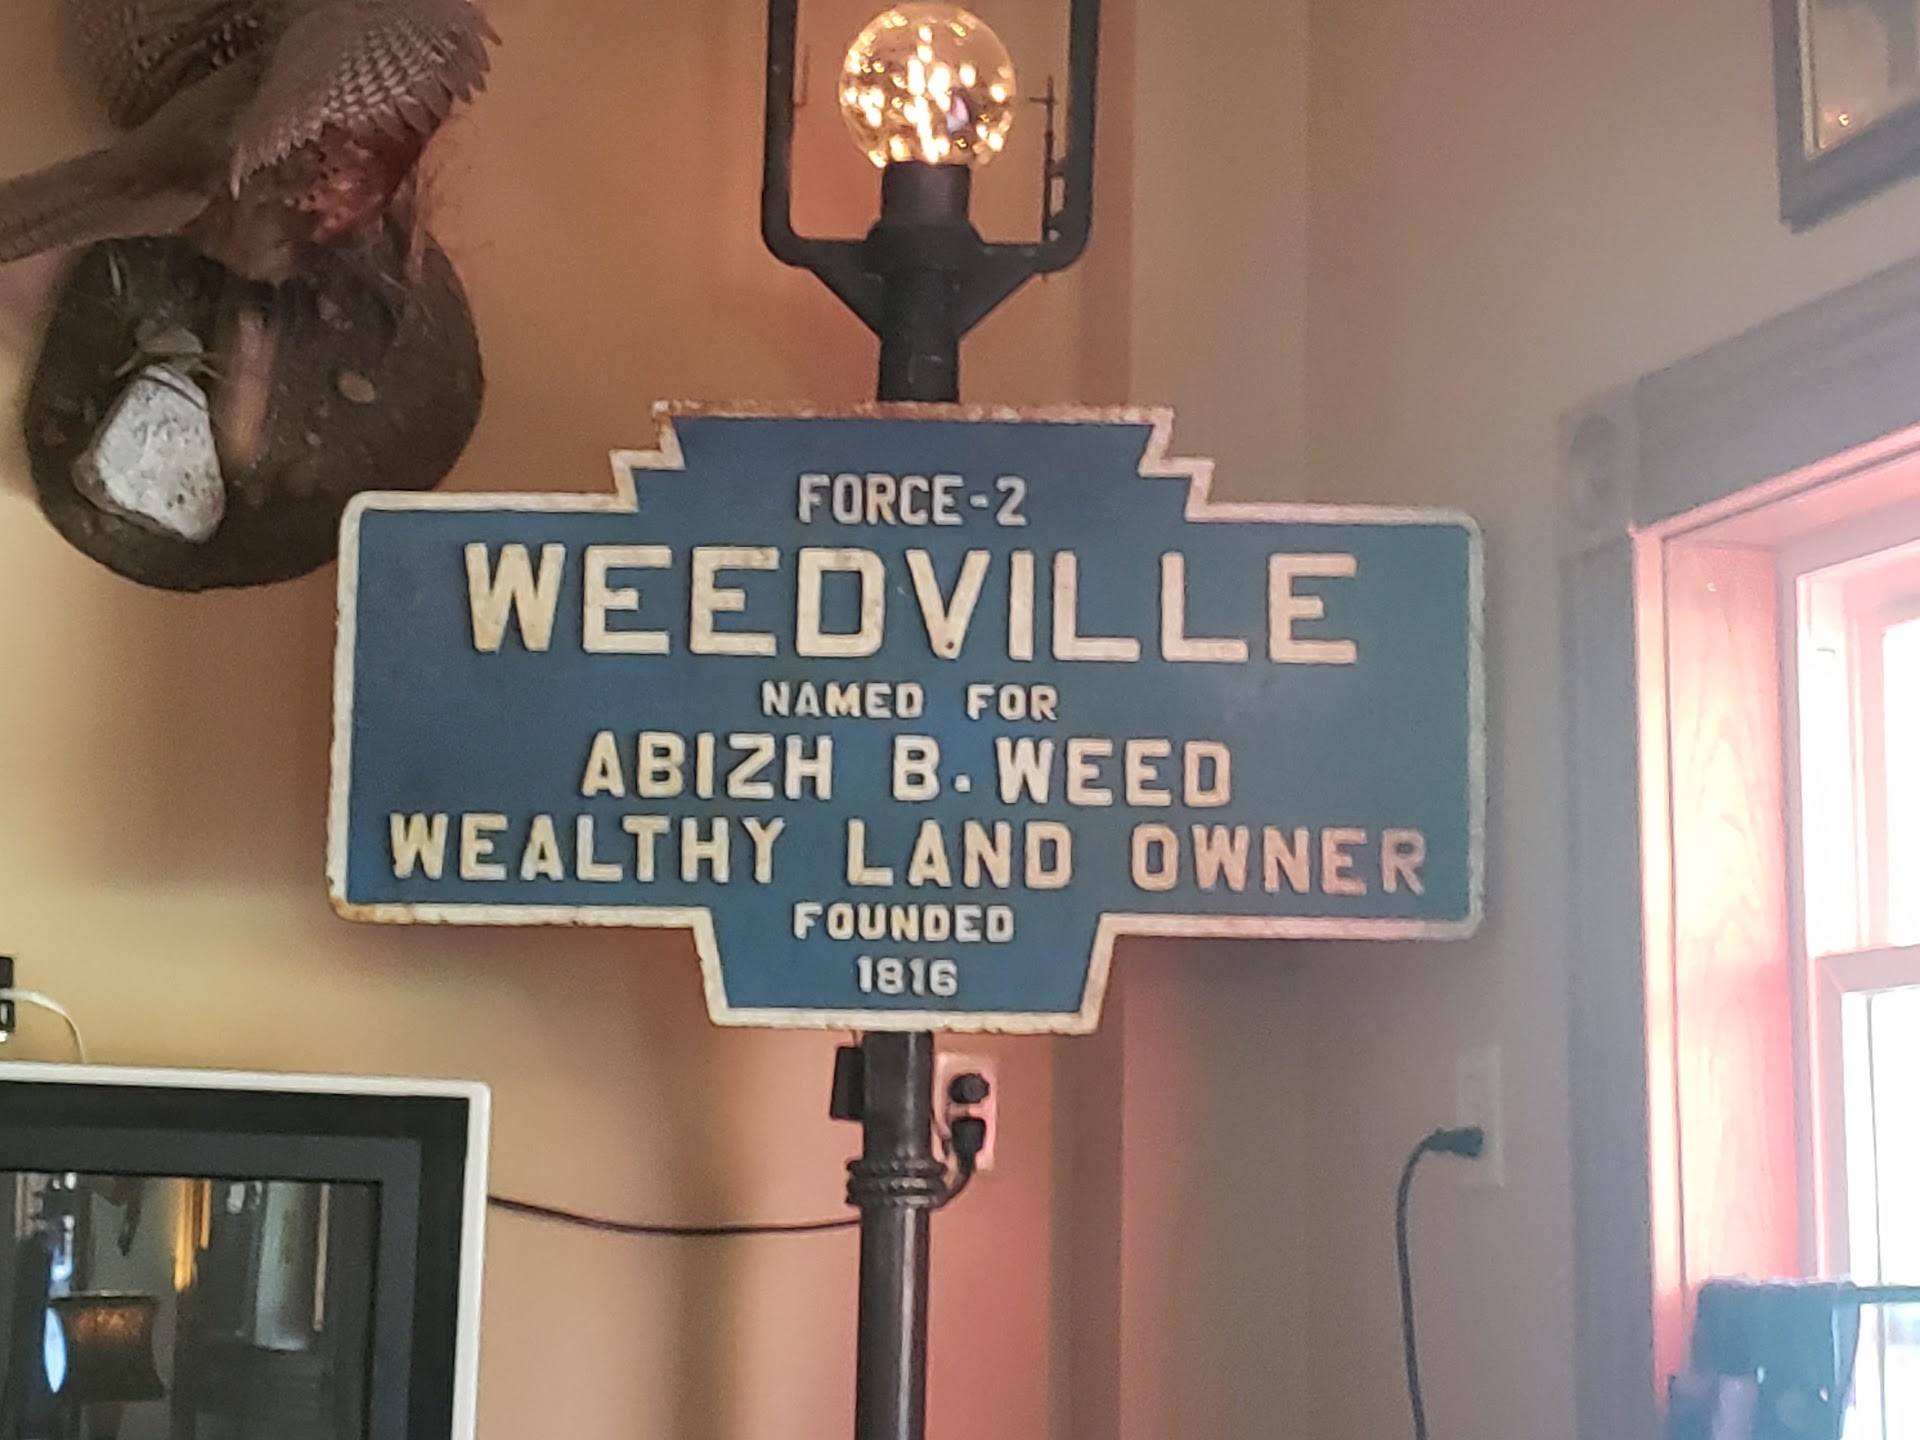 FORCE-2
WEEDVILLE
NAMED FOR
ABIZH B. WEED
WEALTHY LAND OWNER
FOUNDED
1816